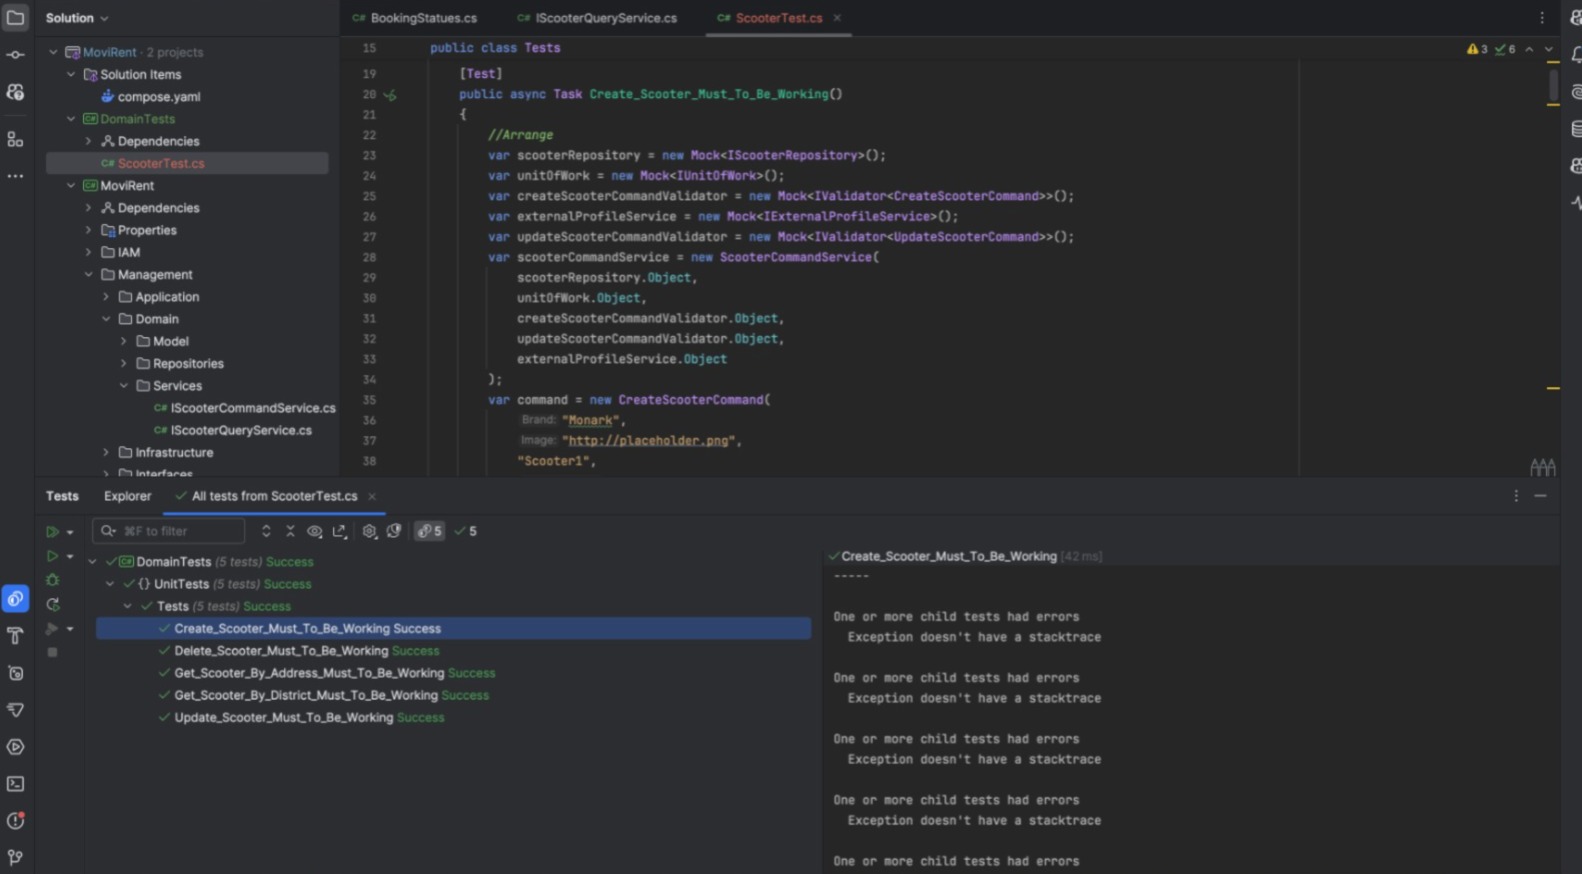 Solution
BookingStatues.cs
IScooterQueryService.cs
ScooterTest.cs
MoviRent · 2 projects
Solution Items
compose.yaml
DomainTests
Dependencies
ScooterTest.cs
MoviRent
Dependencies
Properties
IAM
Management
Application
Domain
Model
Repositories
Services
C# IScooterCommandService.cs
C# IScooterQueryService.cs
Infrastructure
Interfaces
3 6
15 public class Tests
19 [Test]
20 public async Task Create_Scooter_Must_To_Be_Working()
21 {
22 //Arrange
23 var scooterRepository = new Mock<IScooterRepository>();
24 var unitOfWork = new Mock<IUnitOfWork>();
25 var createScooterCommandValidator = new Mock<IValidator<CreateScooterCommand>>();
26 var externalProfileService = new Mock<IExternalProfileService>();
27 var updateScooterCommandValidator = new Mock<IValidator<UpdateScooterCommand>>();
28 var scooterCommandService = new ScooterCommandService(
29 scooterRepository.Object,
30 unitOfWork.Object,
31 createScooterCommandValidator.Object,
32 updateScooterCommandValidator.Object,
33 externalProfileService.Object
34 );
35 var command = new CreateScooterCommand(
36 Brand: "Monark",
37 Image: "http://placeholder.png",
38 "Scooter1",
Tests Explorer All tests from ScooterTest.cs
⌘F to filter 5 5
DomainTests (5 tests) Success
{} UnitTests (5 tests) Success
Tests (5 tests) Success
Create_Scooter_Must_To_Be_Working Success
Delete_Scooter_Must_To_Be_Working Success
Get_Scooter_By_Address_Must_To_Be_Working Success
Get_Scooter_By_District_Must_To_Be_Working Success
Update_Scooter_Must_To_Be_Working Success
Create_Scooter_Must_To_Be_Working [42 ms]
-----
One or more child tests had errors
Exception doesn't have a stacktrace
One or more child tests had errors
Exception doesn't have a stacktrace
One or more child tests had errors
Exception doesn't have a stacktrace
One or more child tests had errors
Exception doesn't have a stacktrace
One or more child tests had errors